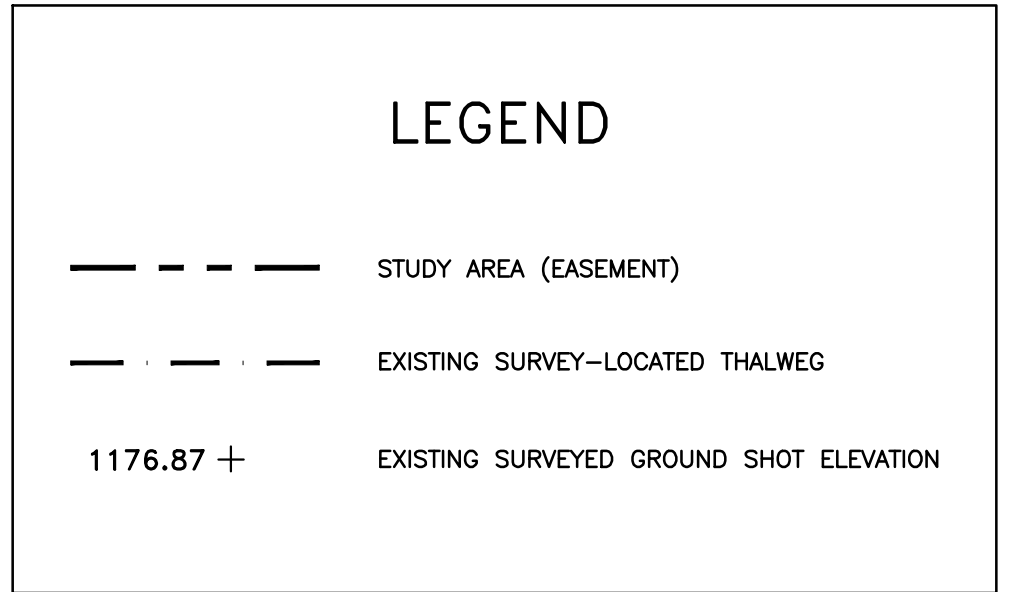 LEGEND
STUDY AREA (EASEMENT)
EXISTING SURVEY-LOCATED THALWEG
1176.87 + EXISTING SURVEYED GROUND SHOT ELEVATION